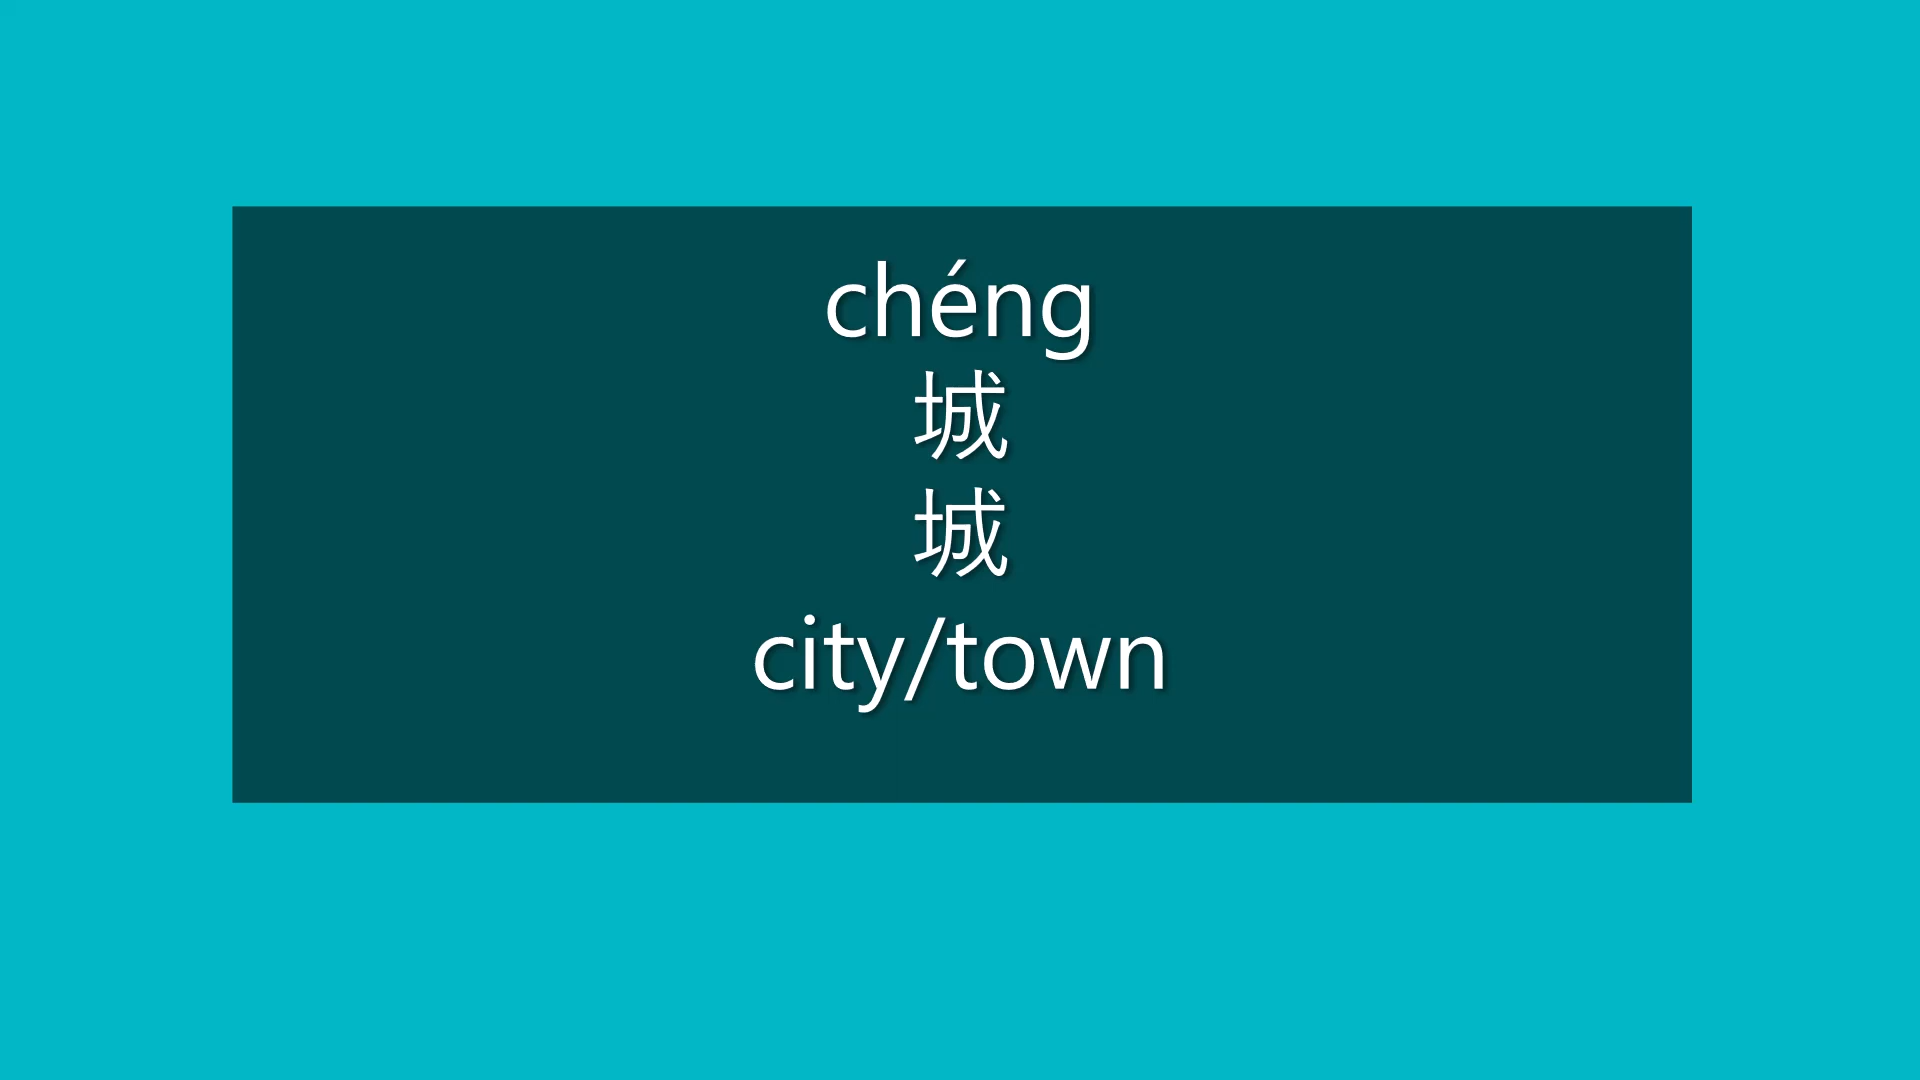 chéng
城
城
city/town